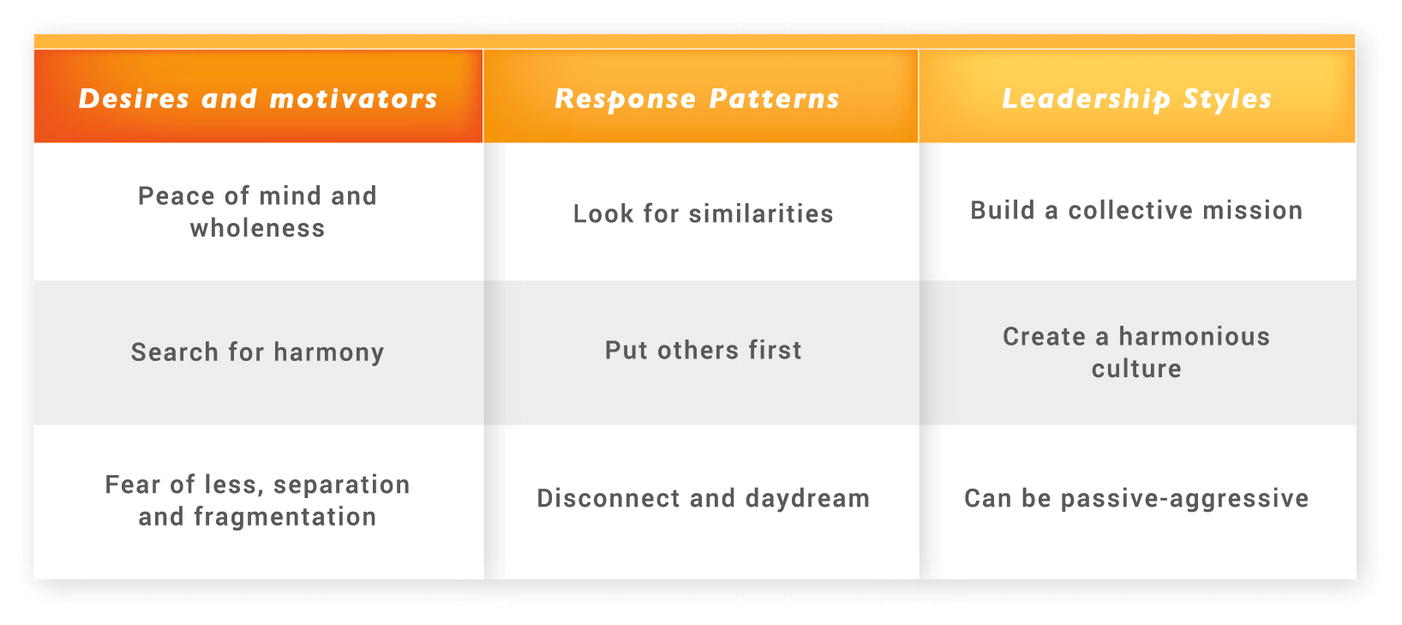 Desires and motivators
Response Patterns
Leadership Styles
Peace of mind and
wholeness
Look for similarities
Build a collective mission
Search for harmony
Put others first
Create a harmonious
culture
Fear of less, separation
and fragmentation
Disconnect and daydream
Can be passive-aggressive